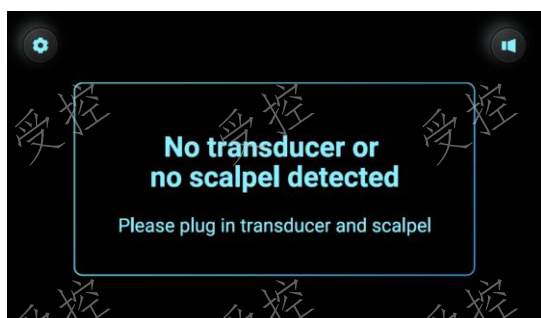 受控 受控 受控
No transducer or
no scalpel detected
Please plug in transducer and scalpel
受控 受控 受控